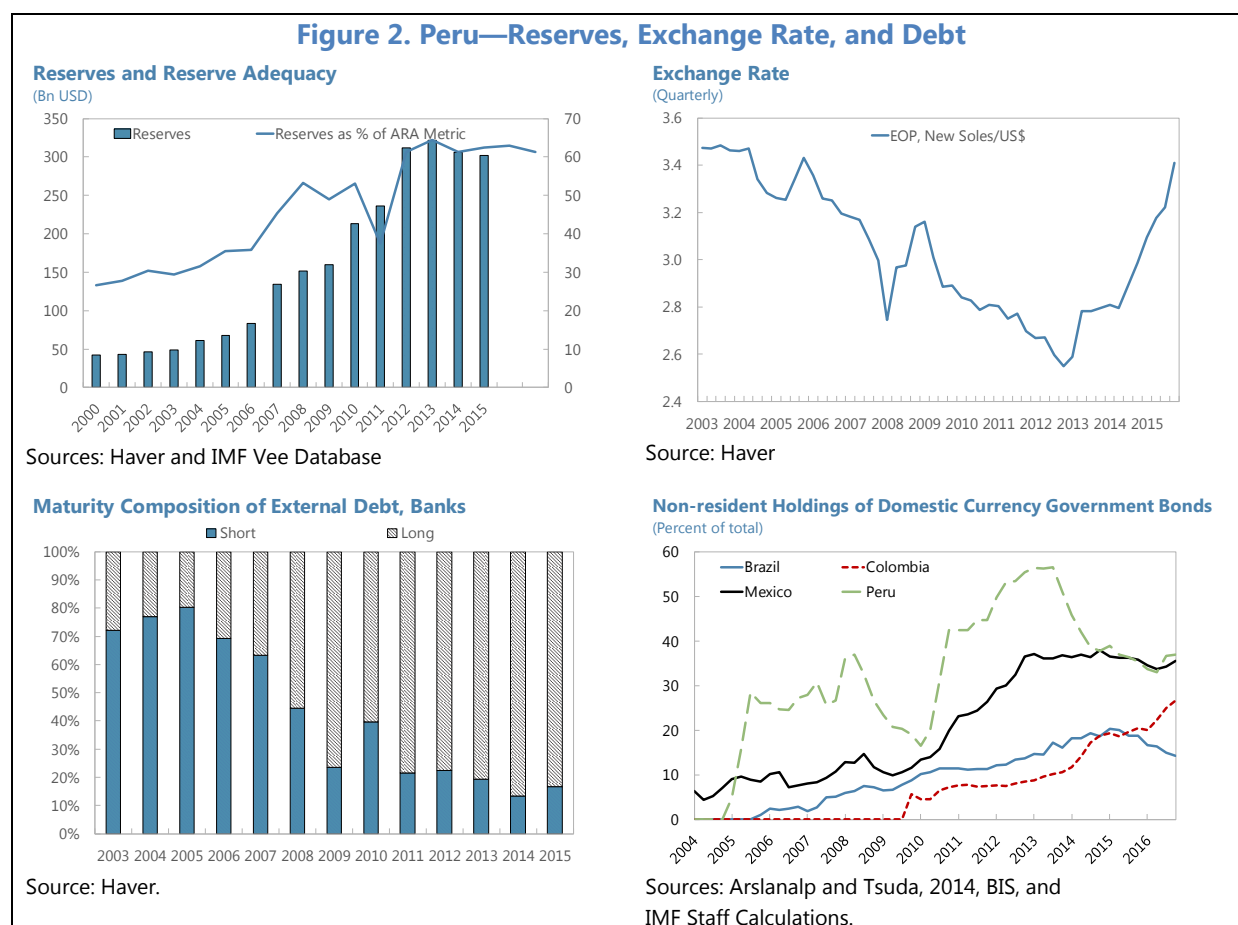 Figure 2. Peru—Reserves, Exchange Rate, and Debt
Reserves and Reserve Adequacy
(Bn USD)
350
300
250
200
150
100
50
0
70
60
50
40
30
20
10
0
Reserves
Reserves as % of ARA Metric
2000
2001
2002
2003
2004
2005
2006
2007
2008
2009
2010
2011
2012
2013
2014
2015
Sources: Haver and IMF Vee Database
Exchange Rate
(Quarterly)
3.6
3.4
3.2
3.0
2.8
2.6
2.4
EOP, New Soles/US$
2003 2004 2005 2006 2007 2008 2009 2010 2011 2012 2013 2014 2015
Source: Haver
Maturity Composition of External Debt, Banks
Short
Long
100%
90%
80%
70%
60%
50%
40%
30%
20%
10%
0%
2003 2004 2005 2006 2007 2008 2009 2010 2011 2012 2013 2014 2015
Source: Haver.
Non-resident Holdings of Domestic Currency Government Bonds
(Percent of total)
60
50
40
30
20
10
0
Brazil
Colombia
Mexico
Peru
2004
2005
2006
2007
2008
2009
2010
2011
2012
2013
2014
2015
2016
Sources: Arslanalp and Tsuda, 2014, BIS, and
IMF Staff Calculations.